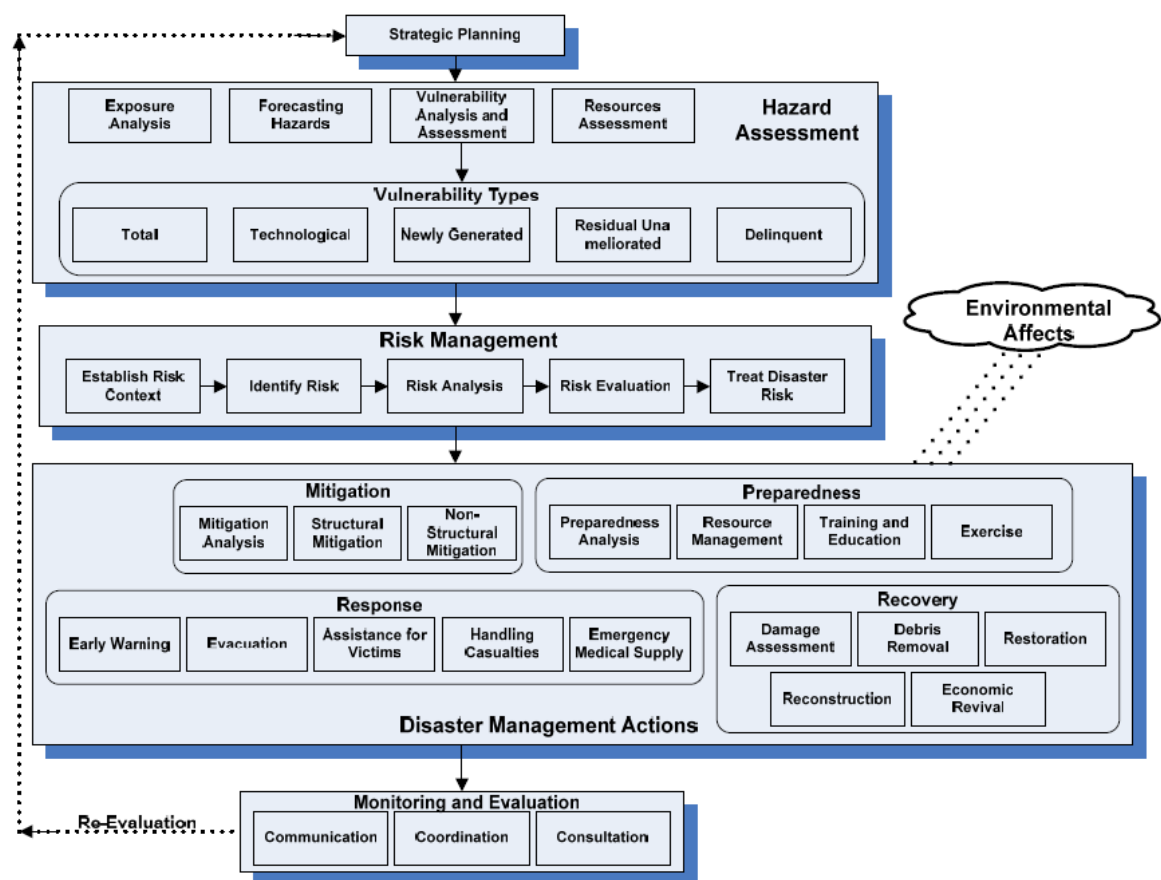 Strategic Planning
Exposure
Analysis
Forecasting
Hazards
Vulnerability
Analysis and
Assessment
Resources
Assessment
Hazard
Assessment
Vulnerability Types
Total
Technological
Newly Generated
Residual Una
meliorated
Delinquent
Environmental
Affects
Risk Management
Establish Risk
Context
Identify Risk
Risk Analysis
Risk Evaluation
Treat Disaster
Risk
Mitigation
Mitigation
Analysis
Structural
Mitigation
Non-
Structural
Mitigation
Preparedness
Preparedness
Analysis
Resource
Management
Training and
Education
Exercise
Response
Early Warning
Evacuation
Assistance for
Victims
Handling
Casualties
Emergency
Medical Supply
Recovery
Damage
Assessment
Debris
Removal
Restoration
Reconstruction
Economic
Revival
Disaster Management Actions
Monitoring and Evaluation
Communication
Coordination
Consultation
Re-Evaluation